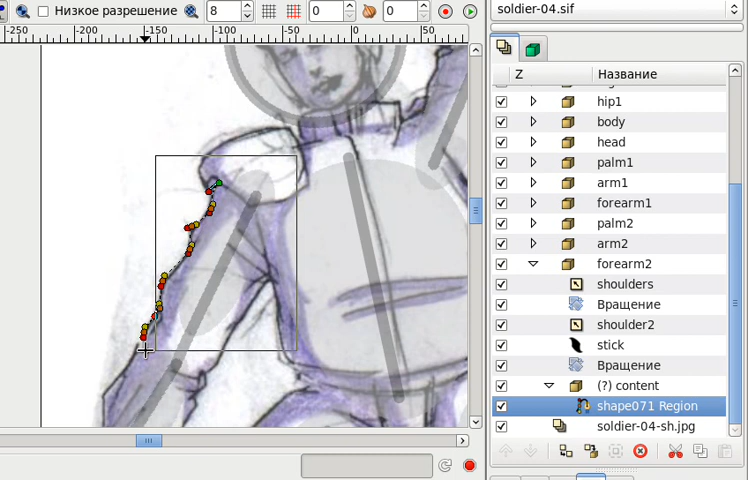 Низкое разрешение
8
0
0
soldier-04.sif
-250
-200
-150
-100
-50
0
50
Z
Название
hip1
body
head
palm1
arm1
forearm1
palm2
arm2
forearm2
shoulders
Вращение
shoulder2
stick
Вращение
(?) content
shape071 Region
soldier-04-sh.jpg